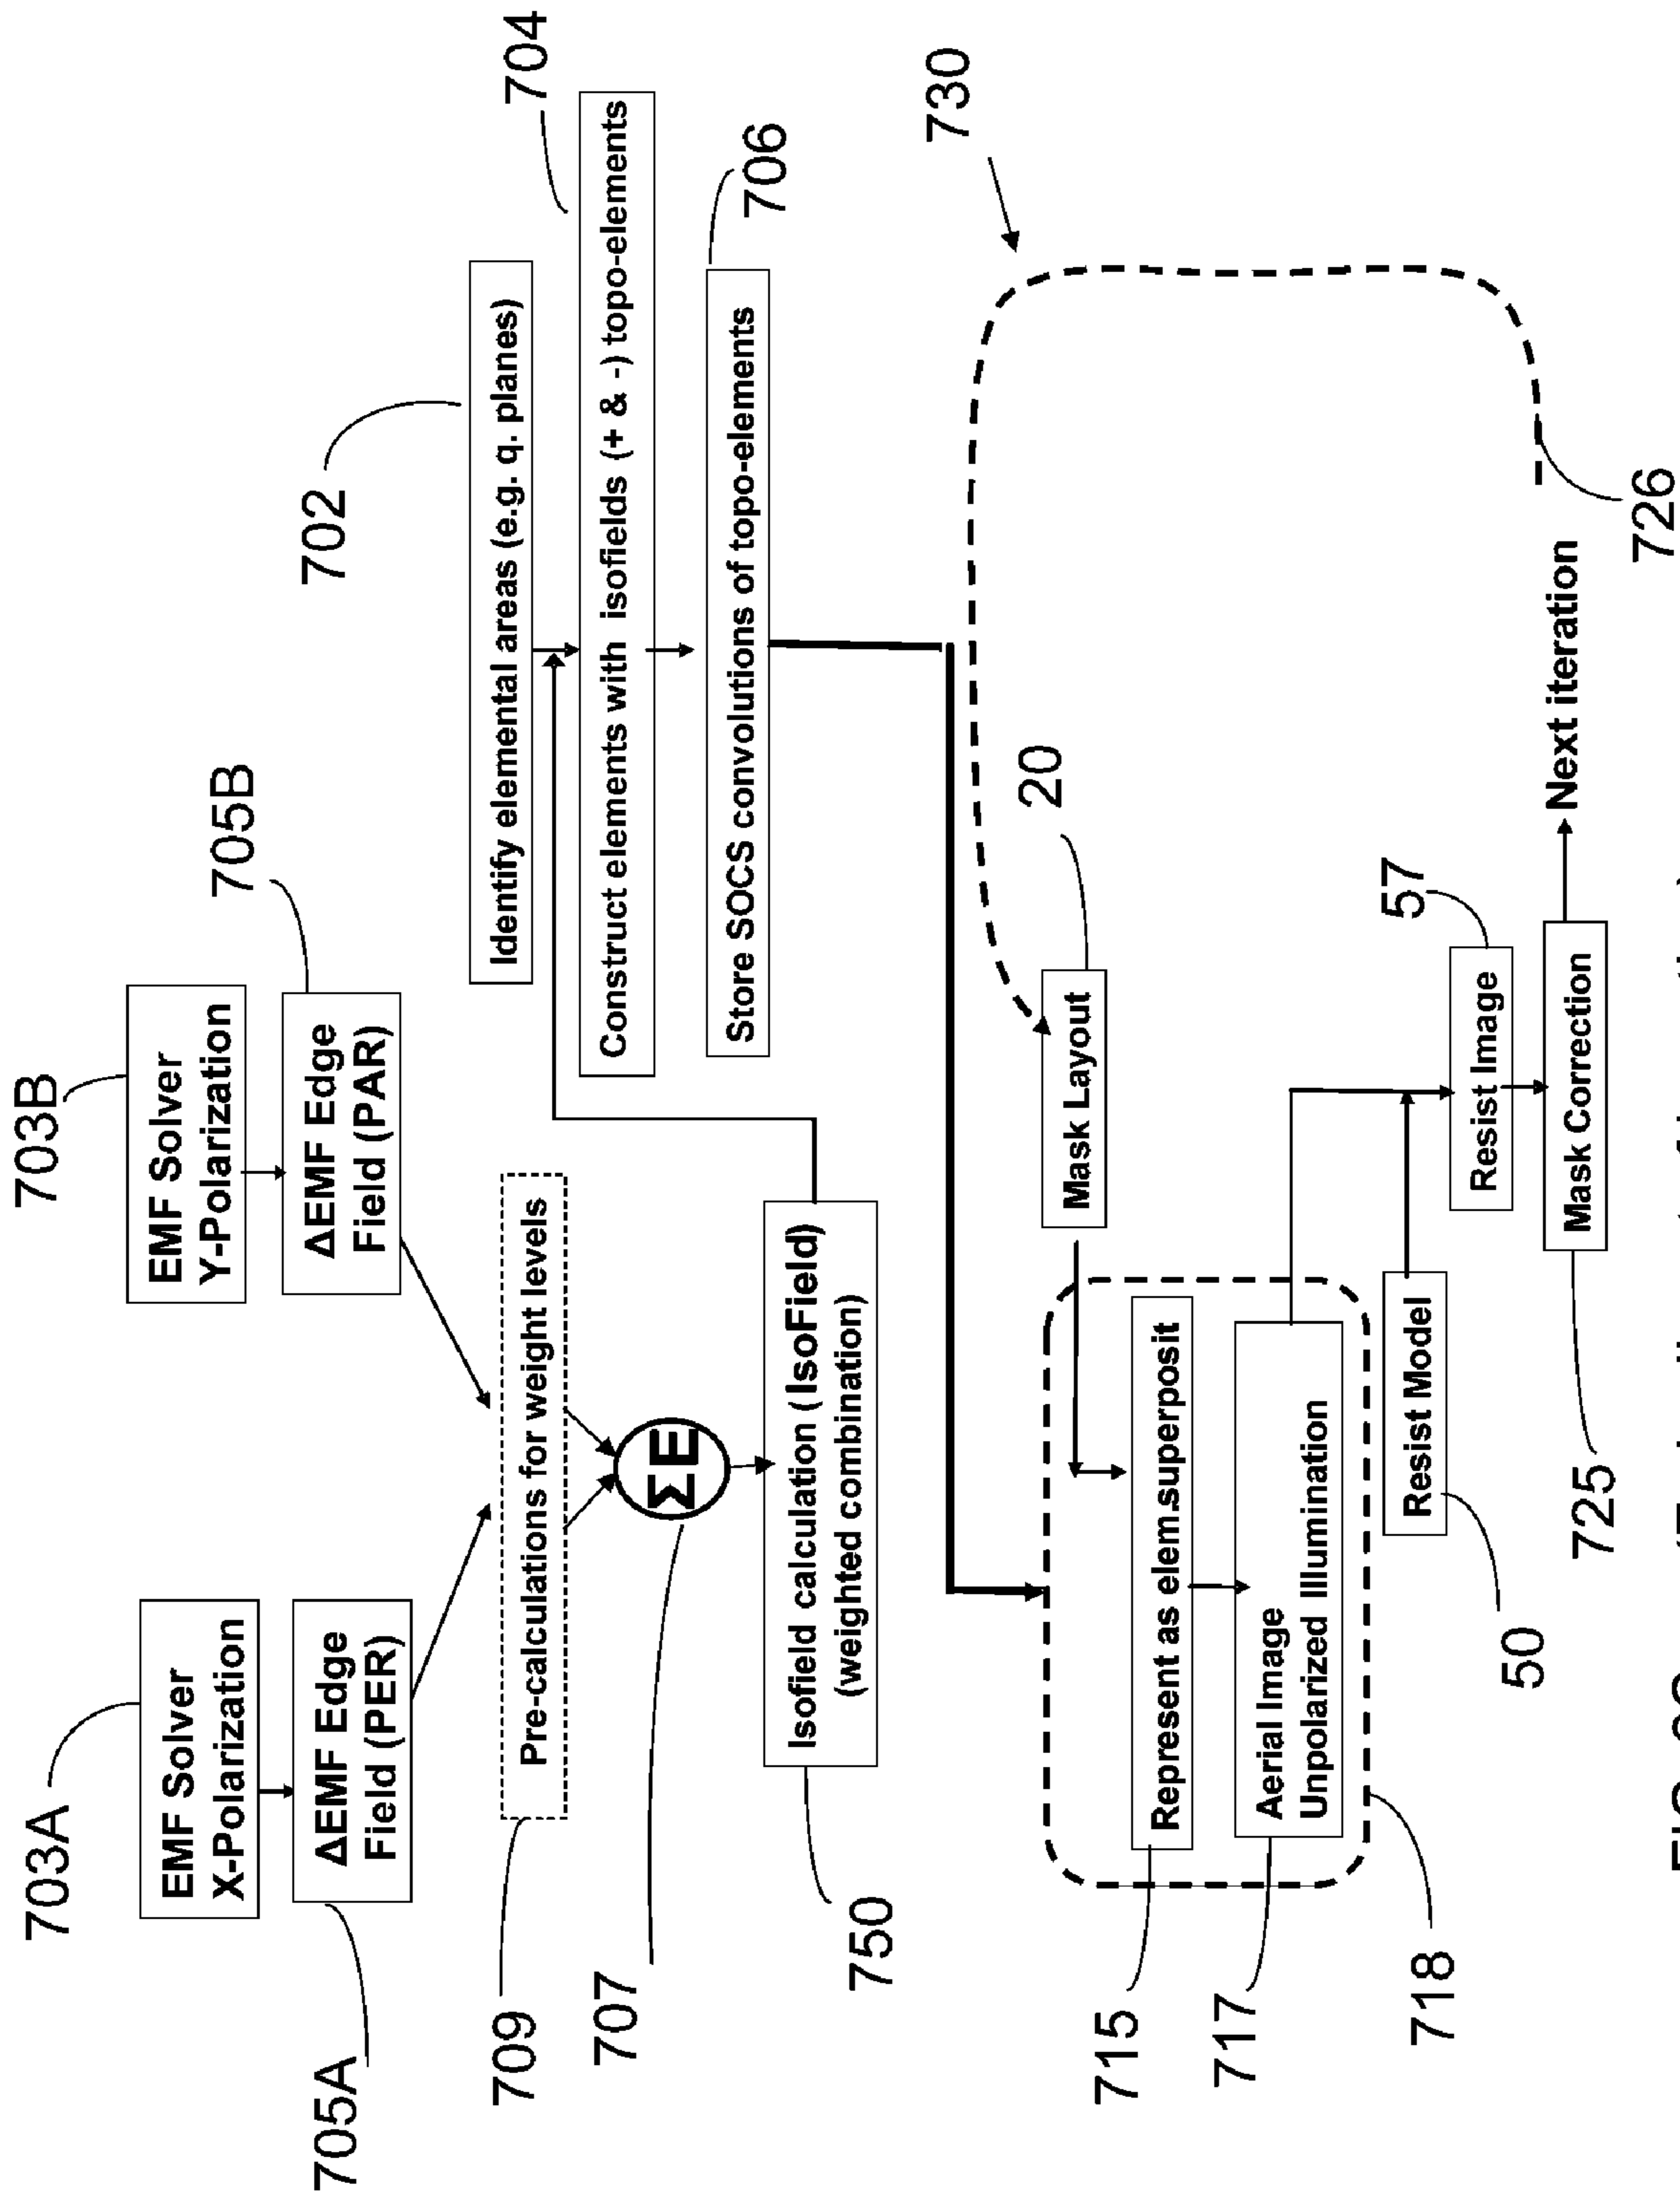 703A
703B
EMF Solver
X-Polarization
EMF Solver
Y-Polarization
705A
ΔEMF Edge
Field (PER)
ΔEMF Edge
Field (PAR)
705B
702
709
Pre-calculations for weight levels
Identify elemental areas (e.g. q. planes)
704
707
ΣE
Construct elements with isofields (+ & -) topo-elements
750
Isofield calculation (IsoField)
(weighted combination)
Store SOCS convolutions of topo-elements
706
730
20
Mask Layout
715
Represent as elem.superposit
717
Aerial Image
Unpolarized Illumination
718
Resist Model
50
57
Resist Image
725
Mask Correction
Next iteration
726